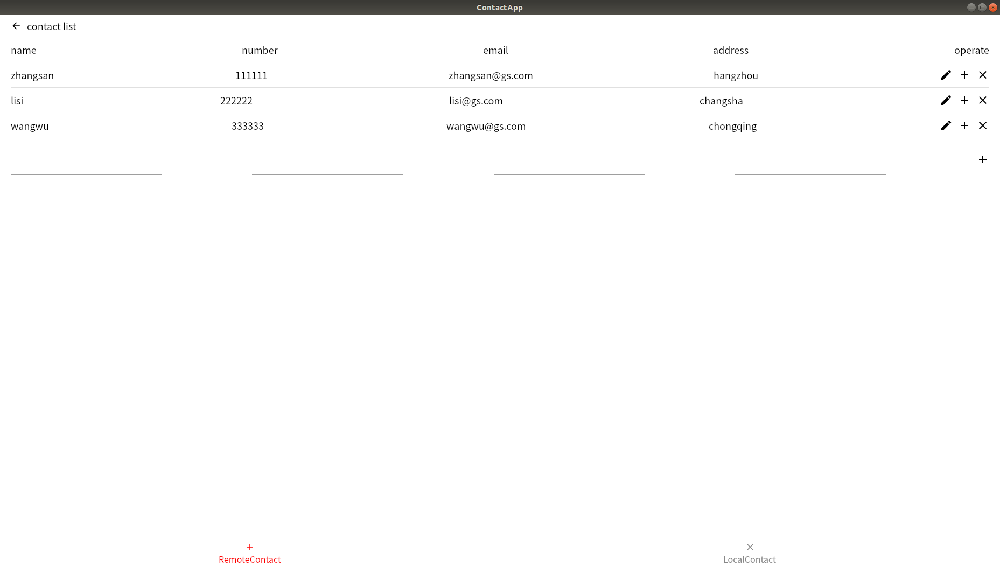 ContactApp
contact list
name number email address operate
zhangsan 111111 zhangsan@gs.com hangzhou
lisi 222222 lisi@gs.com changsha
wangwu 333333 wangwu@gs.com chongqing
RemoteContact LocalContact